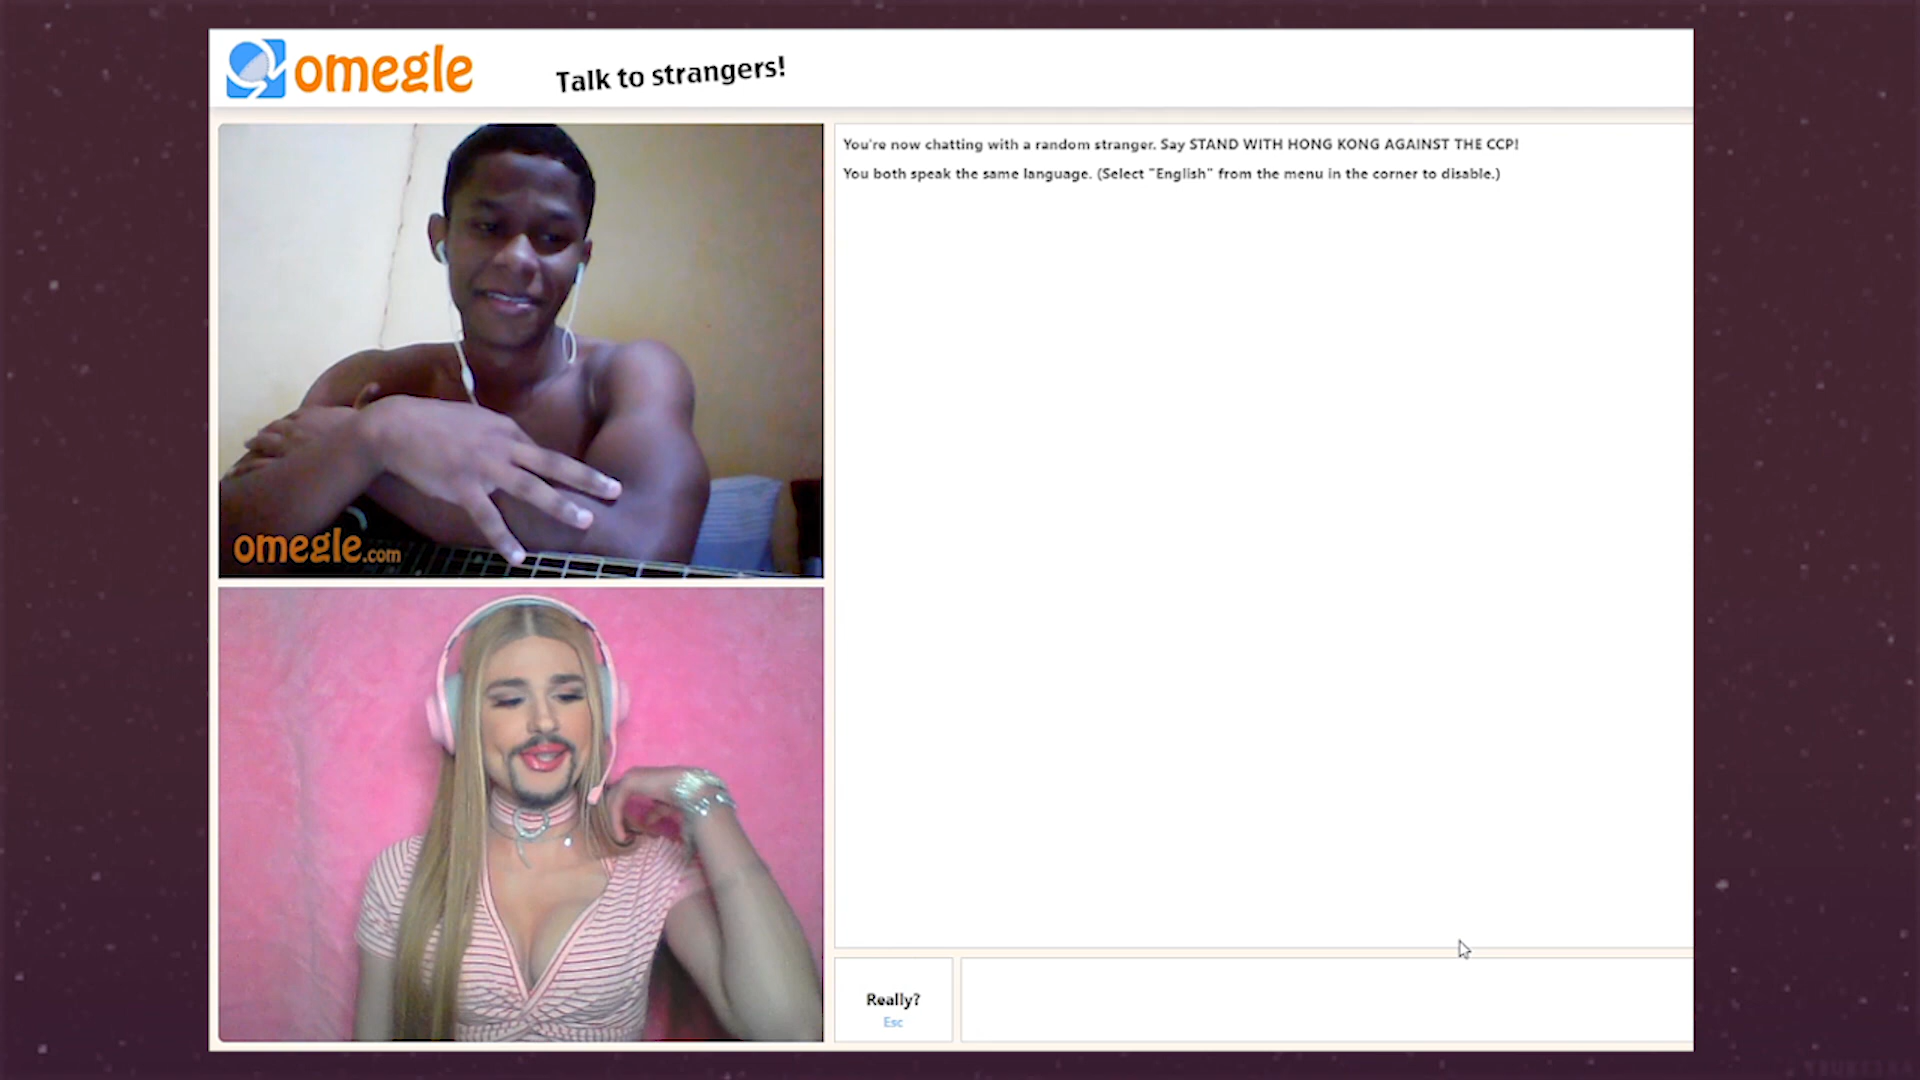 omegle
Talk to strangers!
You're now chatting with a random stranger. Say STAND WITH HONG KONG AGAINST THE CCP!
You both speak the same language. (Select "English" from the menu in the corner to disable.)
omegle.com
Really?
Esc